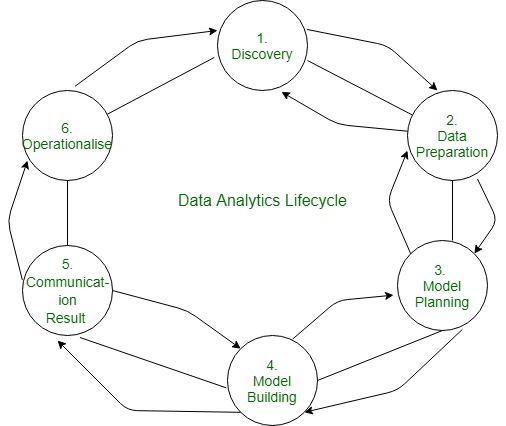 1.
Discovery
2.
Data
Preparation
3.
Model
Planning
4.
Model
Building
5.
Communicat-
ion
Result
6.
Operationalise
Data Analytics Lifecycle